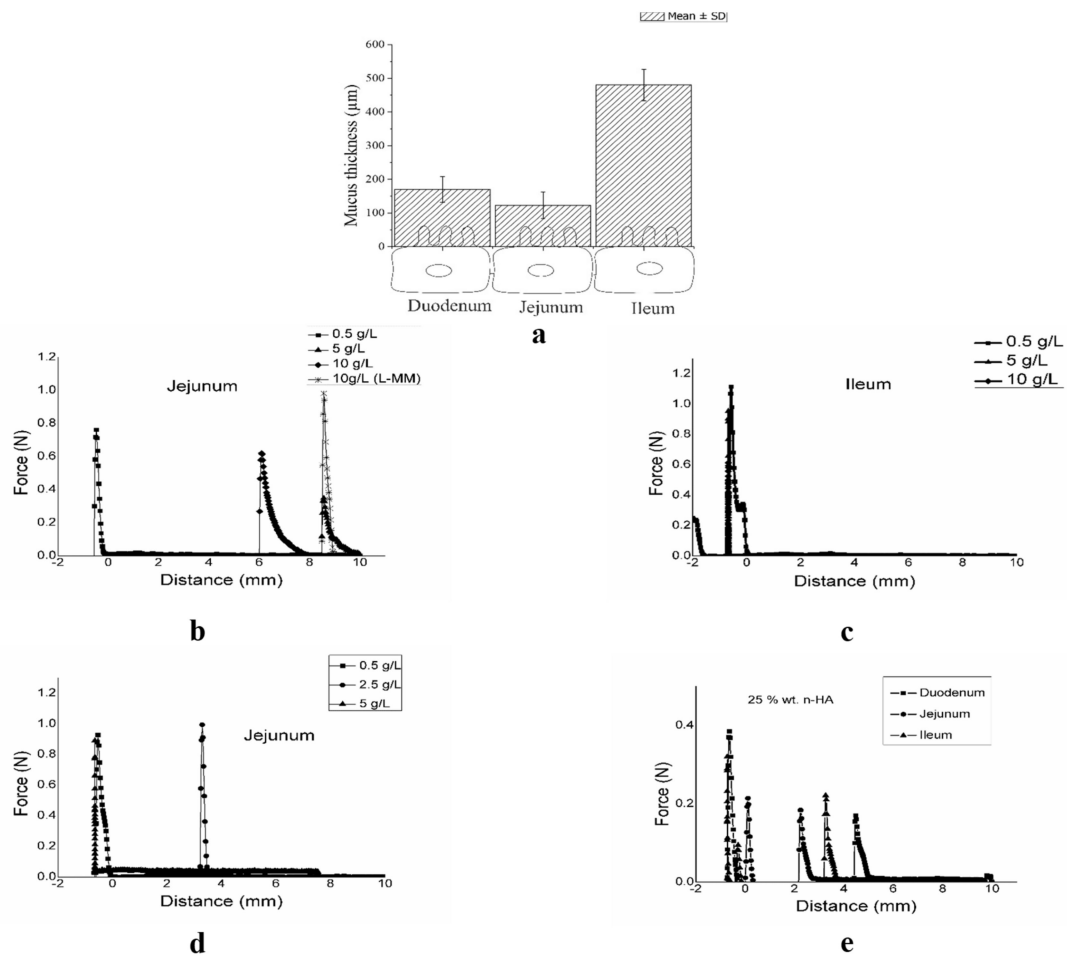 Mean ± SD
600
500
400
300
200
100
0
Mucus thickness (μm)
Duodenum Jejunum Ileum
a
0.5 g/L
5 g/L
10 g/L
10g/L (L-MM)
Jejunum
1.2
1.0
0.8
0.6
0.4
0.2
0.0
Force (N)
-2 0 2 4 6 8 10
Distance (mm)
b
0.5 g/L
5 g/L
10 g/L
Ileum
1.2
1.0
0.8
0.6
0.4
0.2
0.0
Force (N)
-2 0 2 4 6 8 10
Distance (mm)
c
0.5 g/L
2.5 g/L
5 g/L
Jejunum
1.2
1.0
0.8
0.6
0.4
0.2
0.0
Force (N)
-2 0 2 4 6 8 10
Distance (mm)
d
25 % wt. n-HA
Duodenum
Jejunum
Ileum
0.4
0.2
0.0
Force (N)
-2 0 2 4 6 8 10
Distance (mm)
e